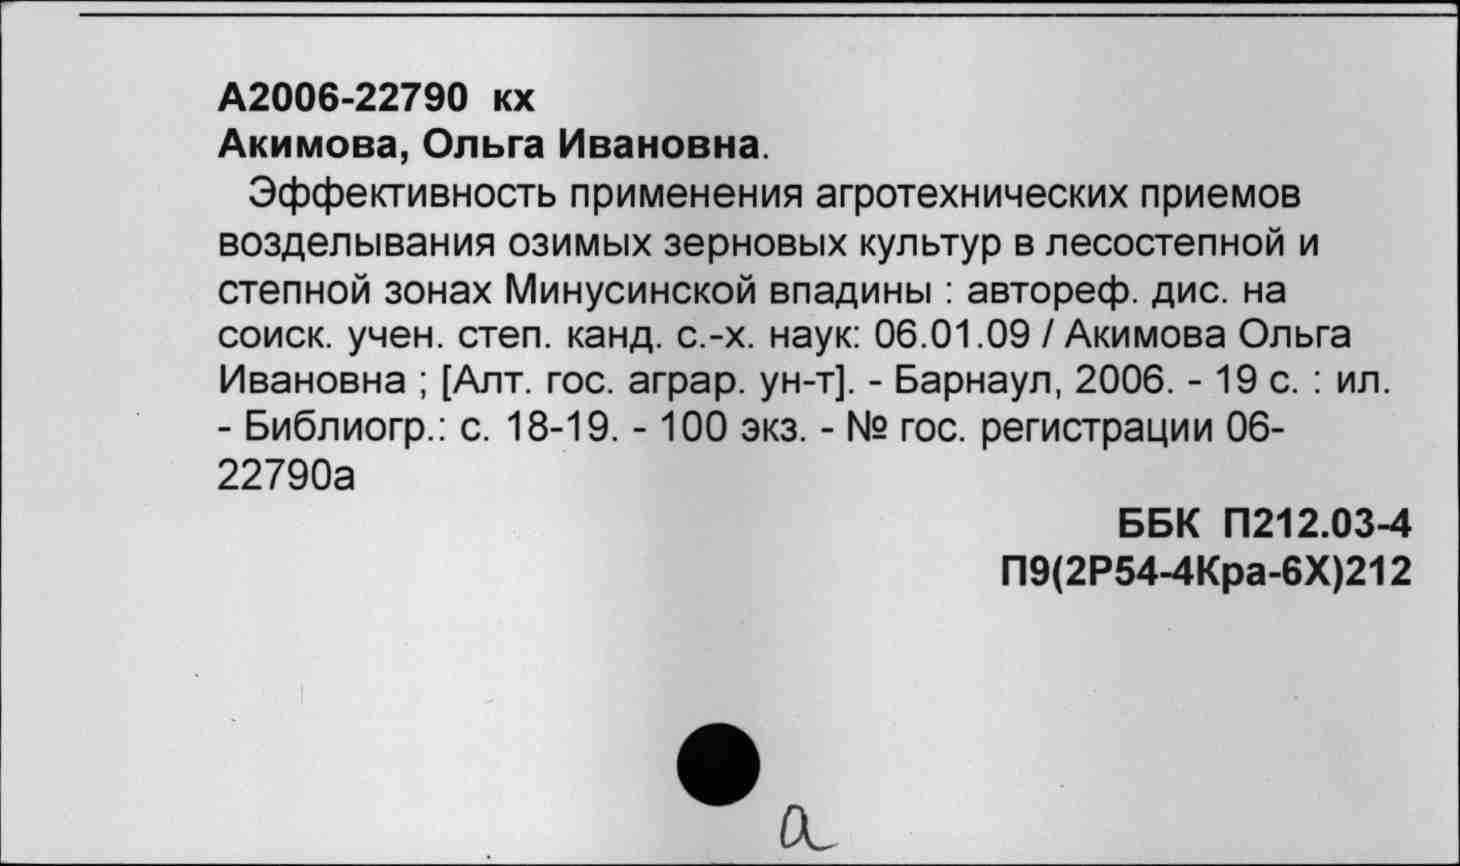 А2006-22790 кх
Акимова, Ольга Ивановна.
Эффективность применения агротехнических приемов
возделывания озимых зерновых культур в лесостепной и
степной зонах Минусинской впадины : автореф. дис. на
соиск. учен. степ. канд. с.-х. наук: 06.01.09 / Акимова Ольга
Ивановна ; [Алт. гос. аграр. ун-т]. - Барнаул, 2006. - 19 с. : ил.
- Библиогр.: с. 18-19. - 100 экз. - № гос. регистрации 06-
22790а
ББК П212.03-4
П9(2Р54-4Кра-6Х)212
а